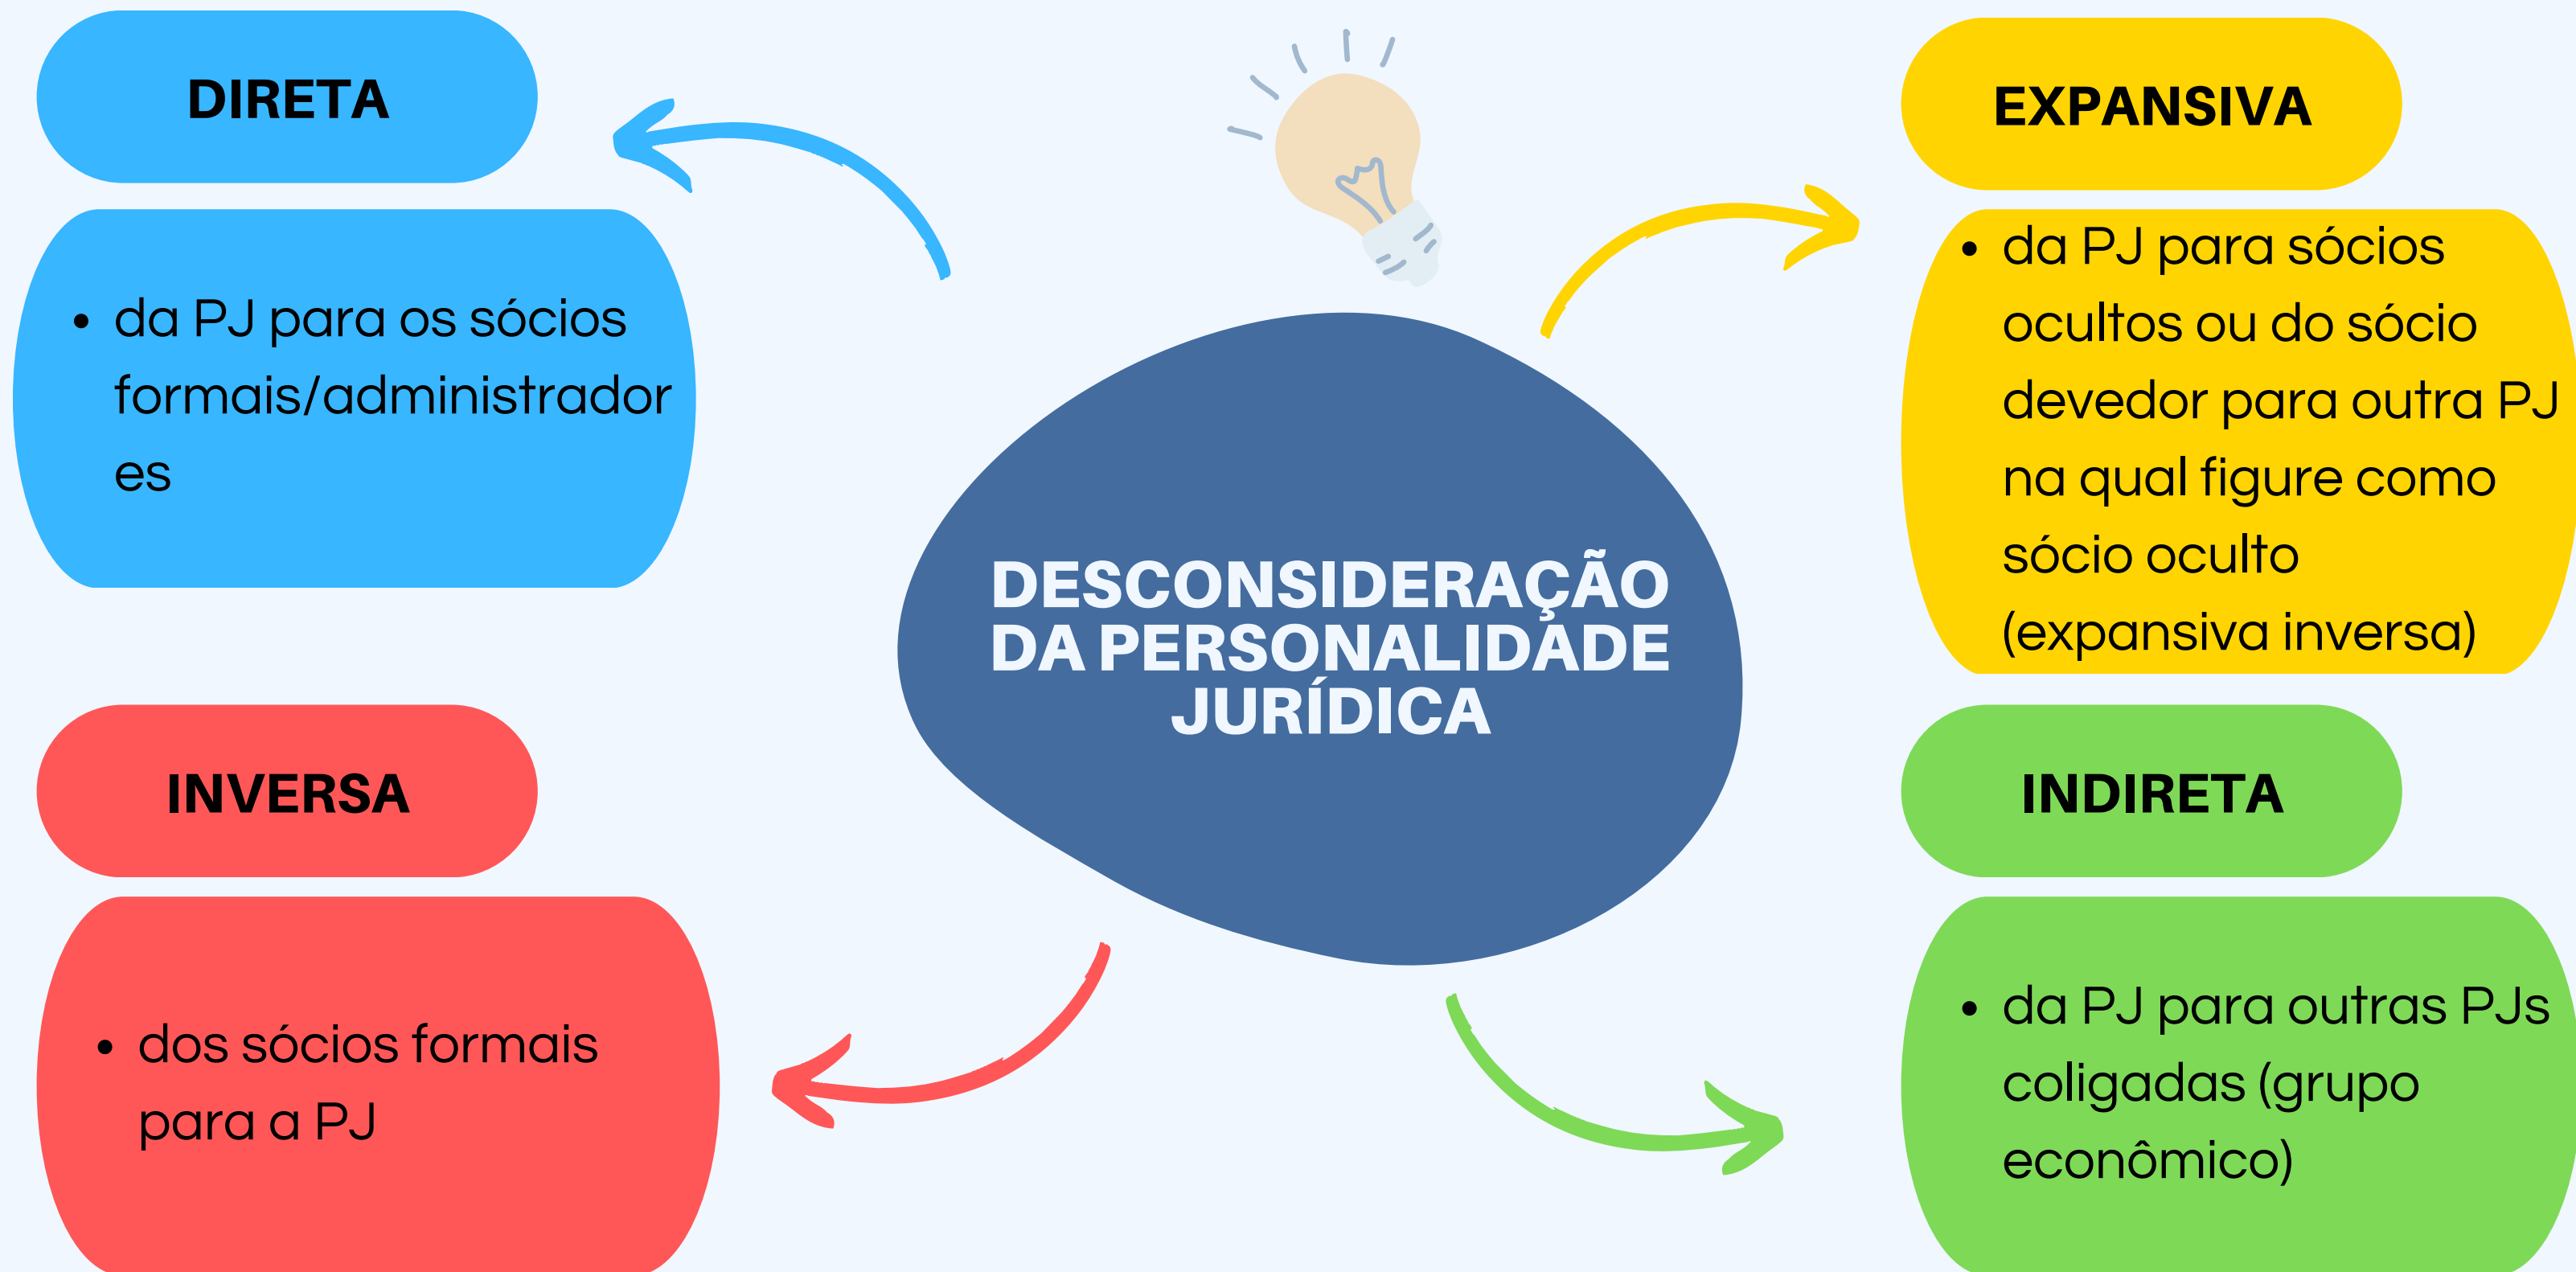 DIRETA
• da PJ para os sócios
formais/administrador
es
INVERSA
• dos sócios formais
para a PJ
DESCONSIDERAÇÃO
DA PERSONALIDADE
JURÍDICA
EXPANSIVA
• da PJ para sócios
ocultos ou do sócio
devedor para outra PJ
na qual figure como
sócio oculto
(expansiva inversa)
INDIRETA
• da PJ para outras PJs
coligadas (grupo
econômico)